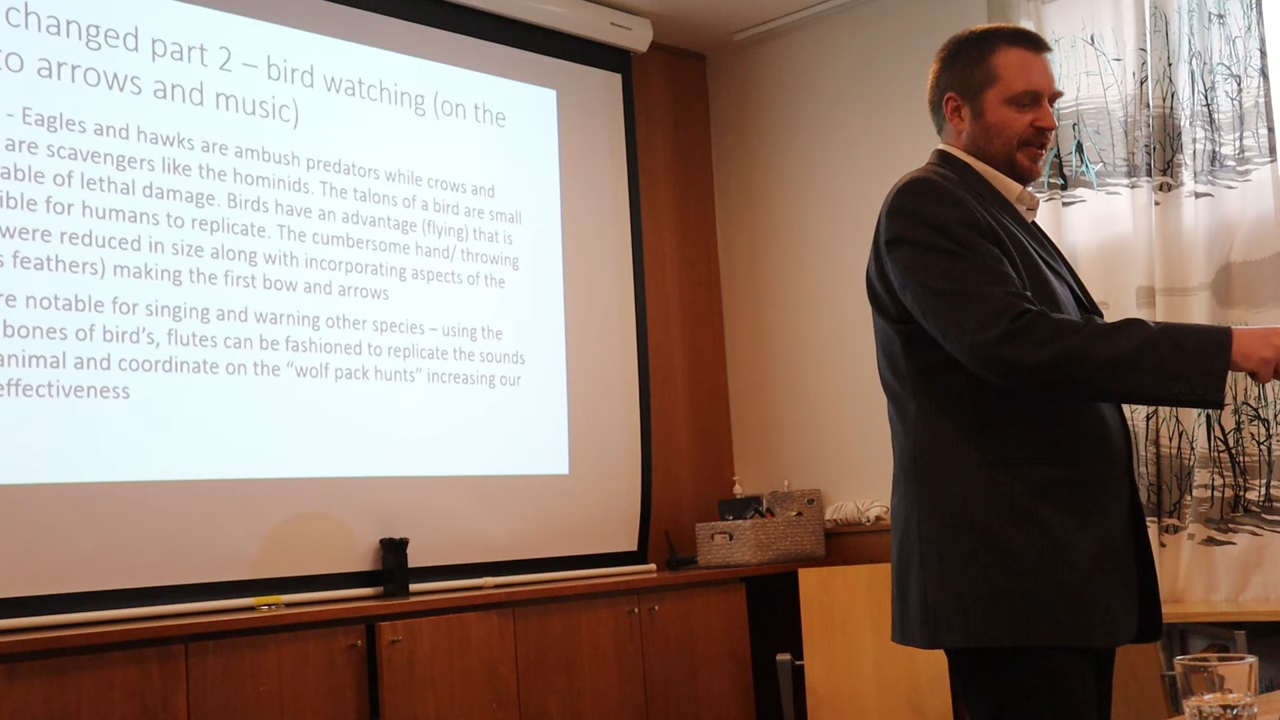 changed part 2 – bird watching (on the
to arrows and music)
- Eagles and hawks are ambush predators while crows and
are scavengers like the hominids. The talons of a bird are small
able of lethal damage. Birds have an advantage (flying) that is
ible for humans to replicate. The cumbersome hand/ throwing
were reduced in size along with incorporating aspects of the
s feathers) making the first bow and arrows
re notable for singing and warning other species – using the
bones of bird's, flutes can be fashioned to replicate the sounds
animal and coordinate on the “wolf pack hunts” increasing our
effectiveness